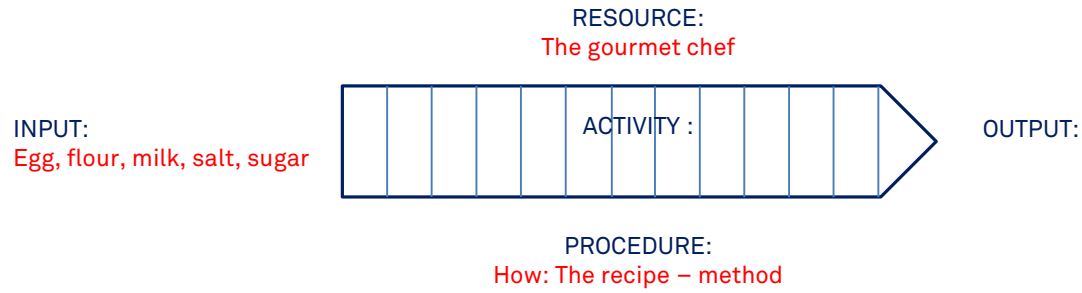 RESOURCE:
The gourmet chef
INPUT:
Egg, flour, milk, salt, sugar
ACTIVITY :
OUTPUT:
PROCEDURE:
How: The recipe – method